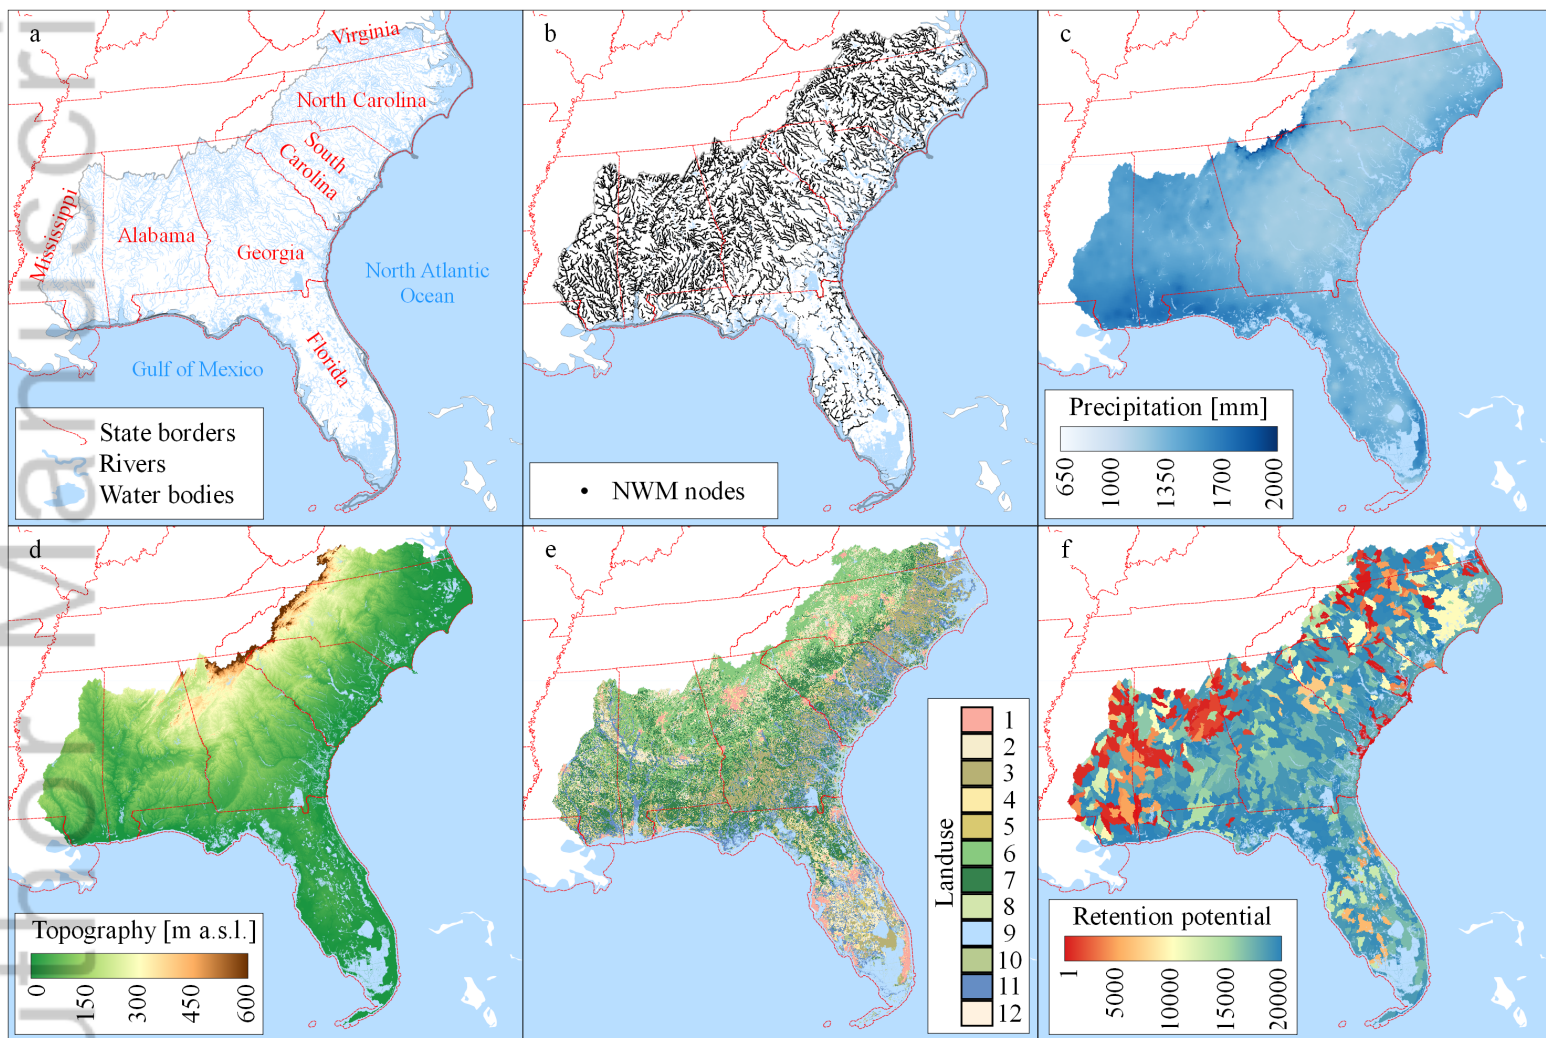 a
Virginia
North Carolina
South
Carolina
Mississippi
Alabama
Georgia
North Atlantic
Ocean
Florida
Gulf of Mexico
State borders
Rivers
Water bodies
b
NWM nodes
c
Precipitation [mm]
650 1000 1350 1700 2000
d
Topography [m a.s.l.]
0 150 300 450 600
e
Landuse
1
2
3
4
5
6
7
8
9
10
11
12
f
Retention potential
1 5000 10000 15000 20000
uthor Manuscri